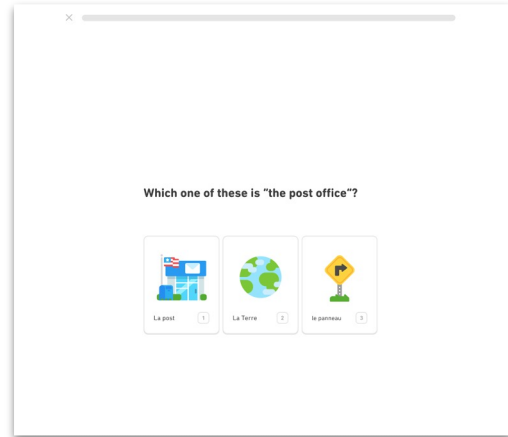 Which one of these is "the post office"?
La post 1
La Terre 2
le panneau 3